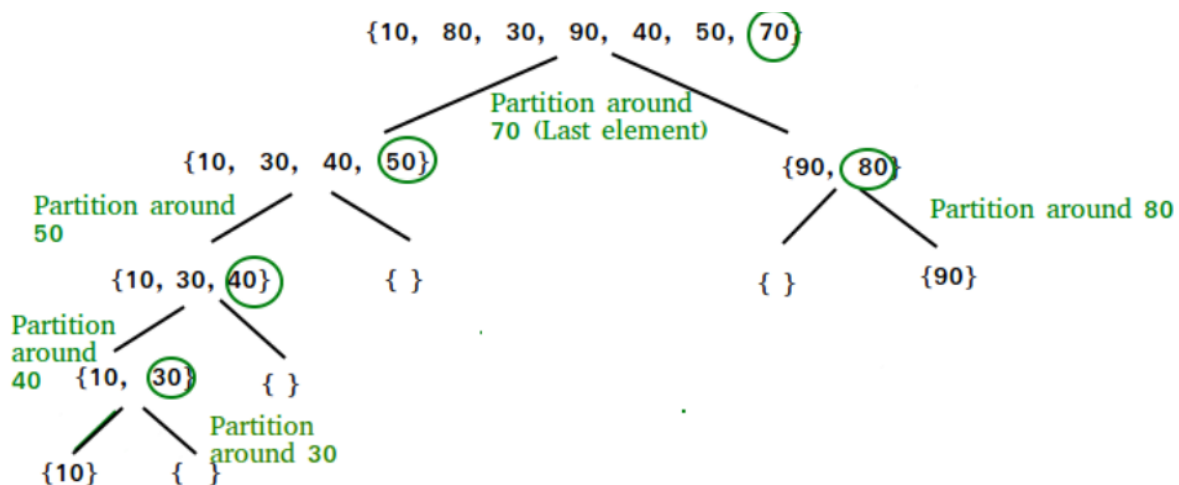 {10, 80, 30, 90, 40, 50, 70}
Partition around
70 (Last element)
{10, 30, 40, 50}
{90, 80}
Partition around
50
Partition around 80
{10, 30, 40}
{ }
{ }
{90}
Partition
around
40
{10, 30}
{ }
Partition
around 30
{10}
{ }